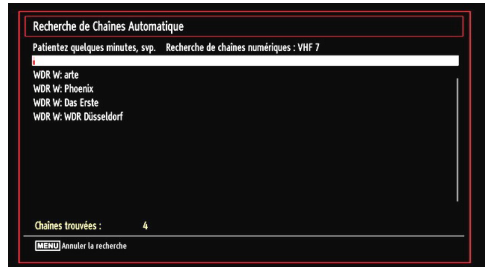 Recherche de Chaînes Automatique
Patientez quelques minutes, svp. Recherche de chaînes numériques : VHF 7
WDR W: arte
WDR W: Phoenix
WDR W: Das Erste
WDR W: WDR Düsseldorf
Chaînes trouvées : 4
MENU Annuler la recherche